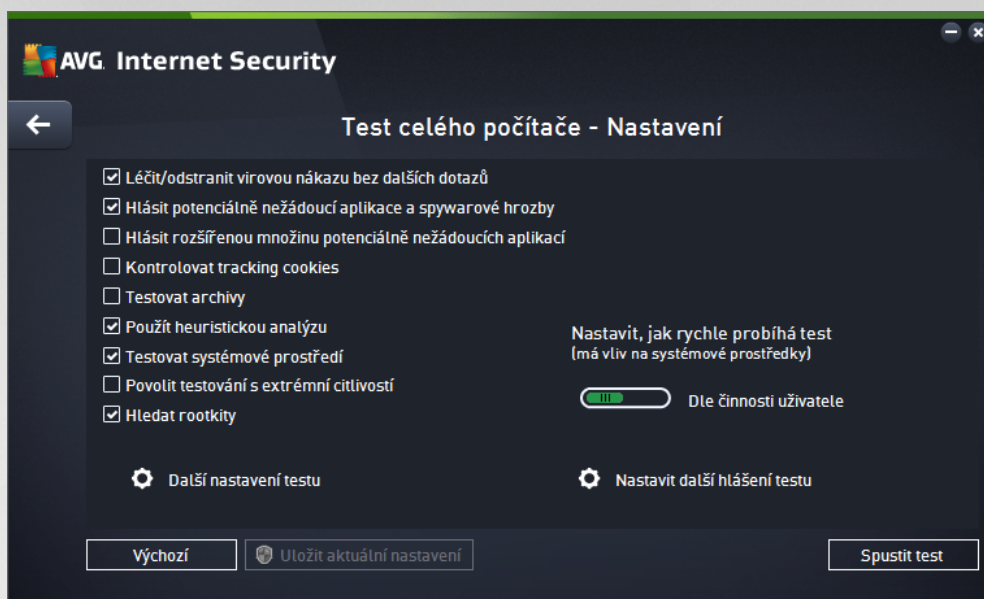 AVG. Internet Security
Test celého počítače - Nastavení
Léčit/odstranit virovou nákazu bez dalších dotazů
Hlásit potenciálně nežádoucí aplikace a spywarové hrozby
Hlásit rozšířenou množinu potenciálně nežádoucích aplikací
Kontrolovat tracking cookies
Testovat archivy
Použít heuristickou analýzu
Testovat systémové prostředí
Povolit testování s extrémní citlivostí
Hledat rootkity
Nastavit, jak rychle probíhá test
(má vliv na systémové prostředky)
Dle činnosti uživatele
Další nastavení testu
Nastavit další hlášení testu
Výchozí
Uložit aktuální nastavení
Spustit test